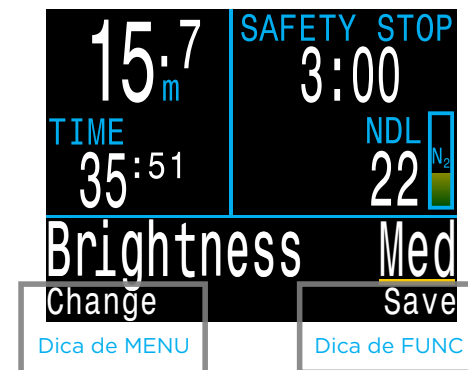 15.7
m
SAFETY STOP
3:00
TIME
35:51
NDL
22
N2
Brightness Med
Change Save
Dica de MENU Dica de FUNC